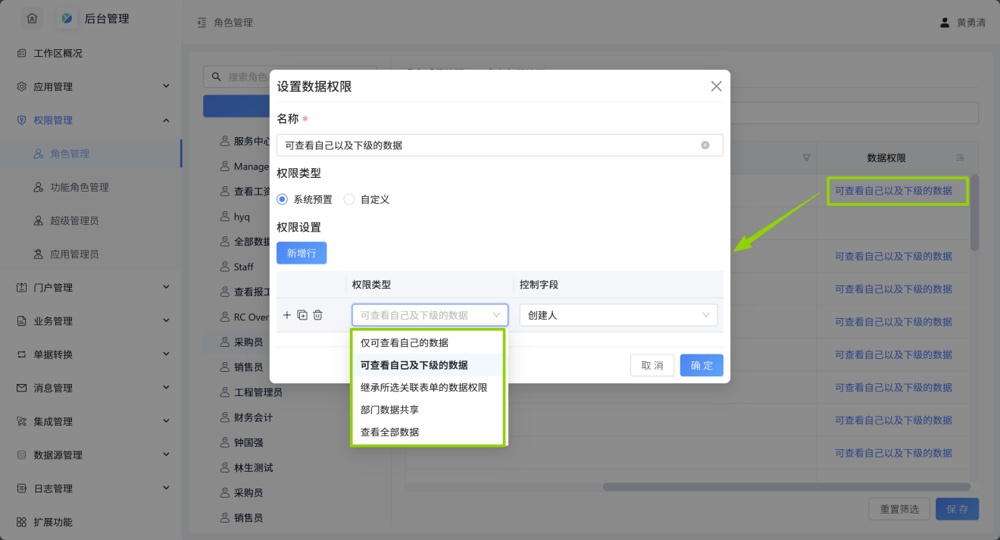 后台管理
角色管理
黄勇清
工作区概况
应用管理
权限管理
角色管理
功能角色管理
超级管理员
应用管理员
门户管理
业务管理
单据转换
消息管理
集成管理
数据源管理
日志管理
扩展功能
搜索角色
服务中心
Manage
查看工资
hyq
全部数据
Staff
查看报工
RC Over
采购员
销售员
工程管理员
财务会计
钟国强
林生测试
采购员
销售员
设置数据权限
名称 *
可查看自己以及下级的数据
权限类型
系统预置 自定义
权限设置
新增行
权限类型 控制字段
可查看自己及下级的数据 创建人
仅可查看自己的数据
可查看自己及下级的数据
继承所选关联表单的数据权限
部门数据共享
查看全部数据
取 消 确 定
数据权限
可查看自己以及下级的数据
可查看自己以及下级的数据
可查看自己以及下级的数据
可查看自己以及下级的数据
可查看自己以及下级的数据
可查看自己以及下级的数据
可查看自己以及下级的数据
可查看自己以及下级的数据
重置筛选 保 存